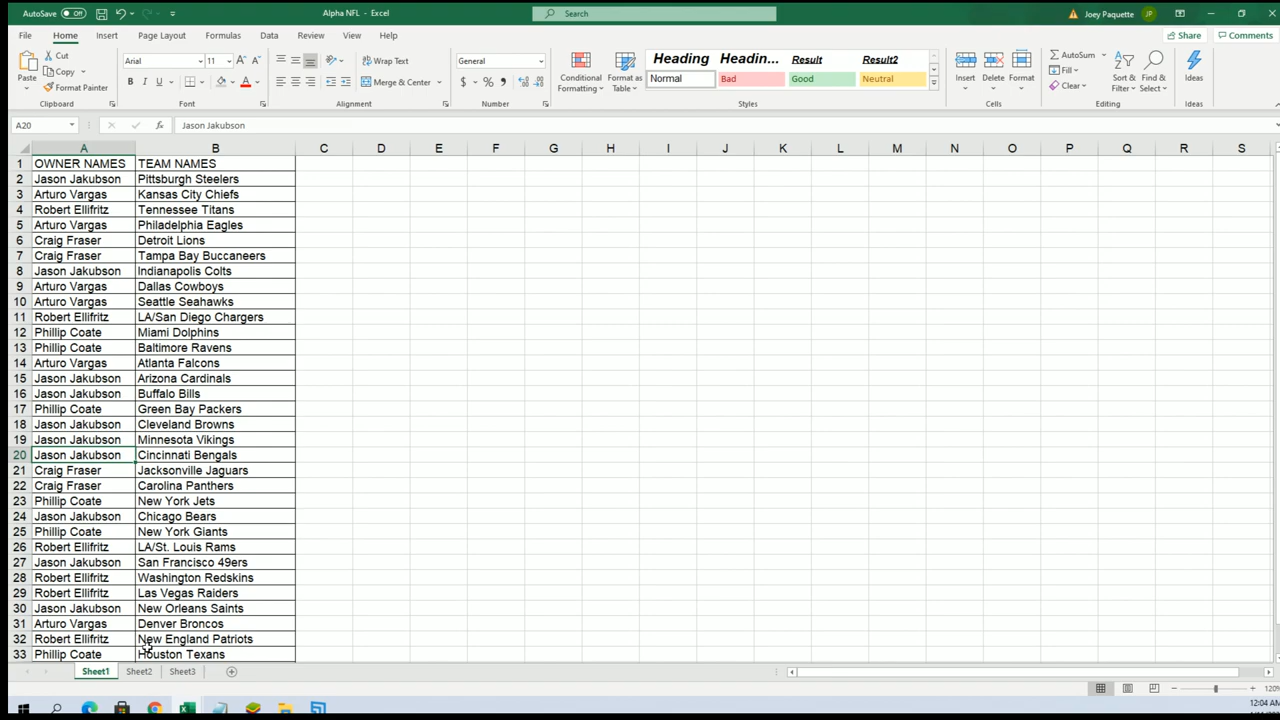 AutoSave Off
Alpha NFL - Excel
Search
Joey Paquette JP
File Home Insert Page Layout Formulas Data Review View Help
Share Comments
Paste
Cut
Copy
Format Painter
Clipboard
Arial 11
B I U
Font
Wrap Text
Merge & Center
Alignment
General
$ % ,
Number
Conditional Formatting
Format as Table
Heading Headin... Result Result2
Normal Bad Good Neutral
Styles
Insert Delete Format
Cells
AutoSum
Fill
Clear
Sort & Filter
Find & Select
Editing
Ideas
Ideas
A20 fx Jason Jakubson
A B C D E F G H I J K L M N O P Q R S
1 OWNER NAMES TEAM NAMES
2 Jason Jakubson Pittsburgh Steelers
3 Arturo Vargas Kansas City Chiefs
4 Robert Ellifritz Tennessee Titans
5 Arturo Vargas Philadelphia Eagles
6 Craig Fraser Detroit Lions
7 Craig Fraser Tampa Bay Buccaneers
8 Jason Jakubson Indianapolis Colts
9 Arturo Vargas Dallas Cowboys
10 Arturo Vargas Seattle Seahawks
11 Robert Ellifritz LA/San Diego Chargers
12 Phillip Coate Miami Dolphins
13 Phillip Coate Baltimore Ravens
14 Arturo Vargas Atlanta Falcons
15 Jason Jakubson Arizona Cardinals
16 Jason Jakubson Buffalo Bills
17 Phillip Coate Green Bay Packers
18 Jason Jakubson Cleveland Browns
19 Jason Jakubson Minnesota Vikings
20 Jason Jakubson Cincinnati Bengals
21 Craig Fraser Jacksonville Jaguars
22 Craig Fraser Carolina Panthers
23 Phillip Coate New York Jets
24 Jason Jakubson Chicago Bears
25 Phillip Coate New York Giants
26 Robert Ellifritz LA/St. Louis Rams
27 Jason Jakubson San Francisco 49ers
28 Robert Ellifritz Washington Redskins
29 Robert Ellifritz Las Vegas Raiders
30 Jason Jakubson New Orleans Saints
31 Arturo Vargas Denver Broncos
32 Robert Ellifritz New England Patriots
33 Phillip Coate Houston Texans
Sheet1 Sheet2 Sheet3
120%
12:04 AM